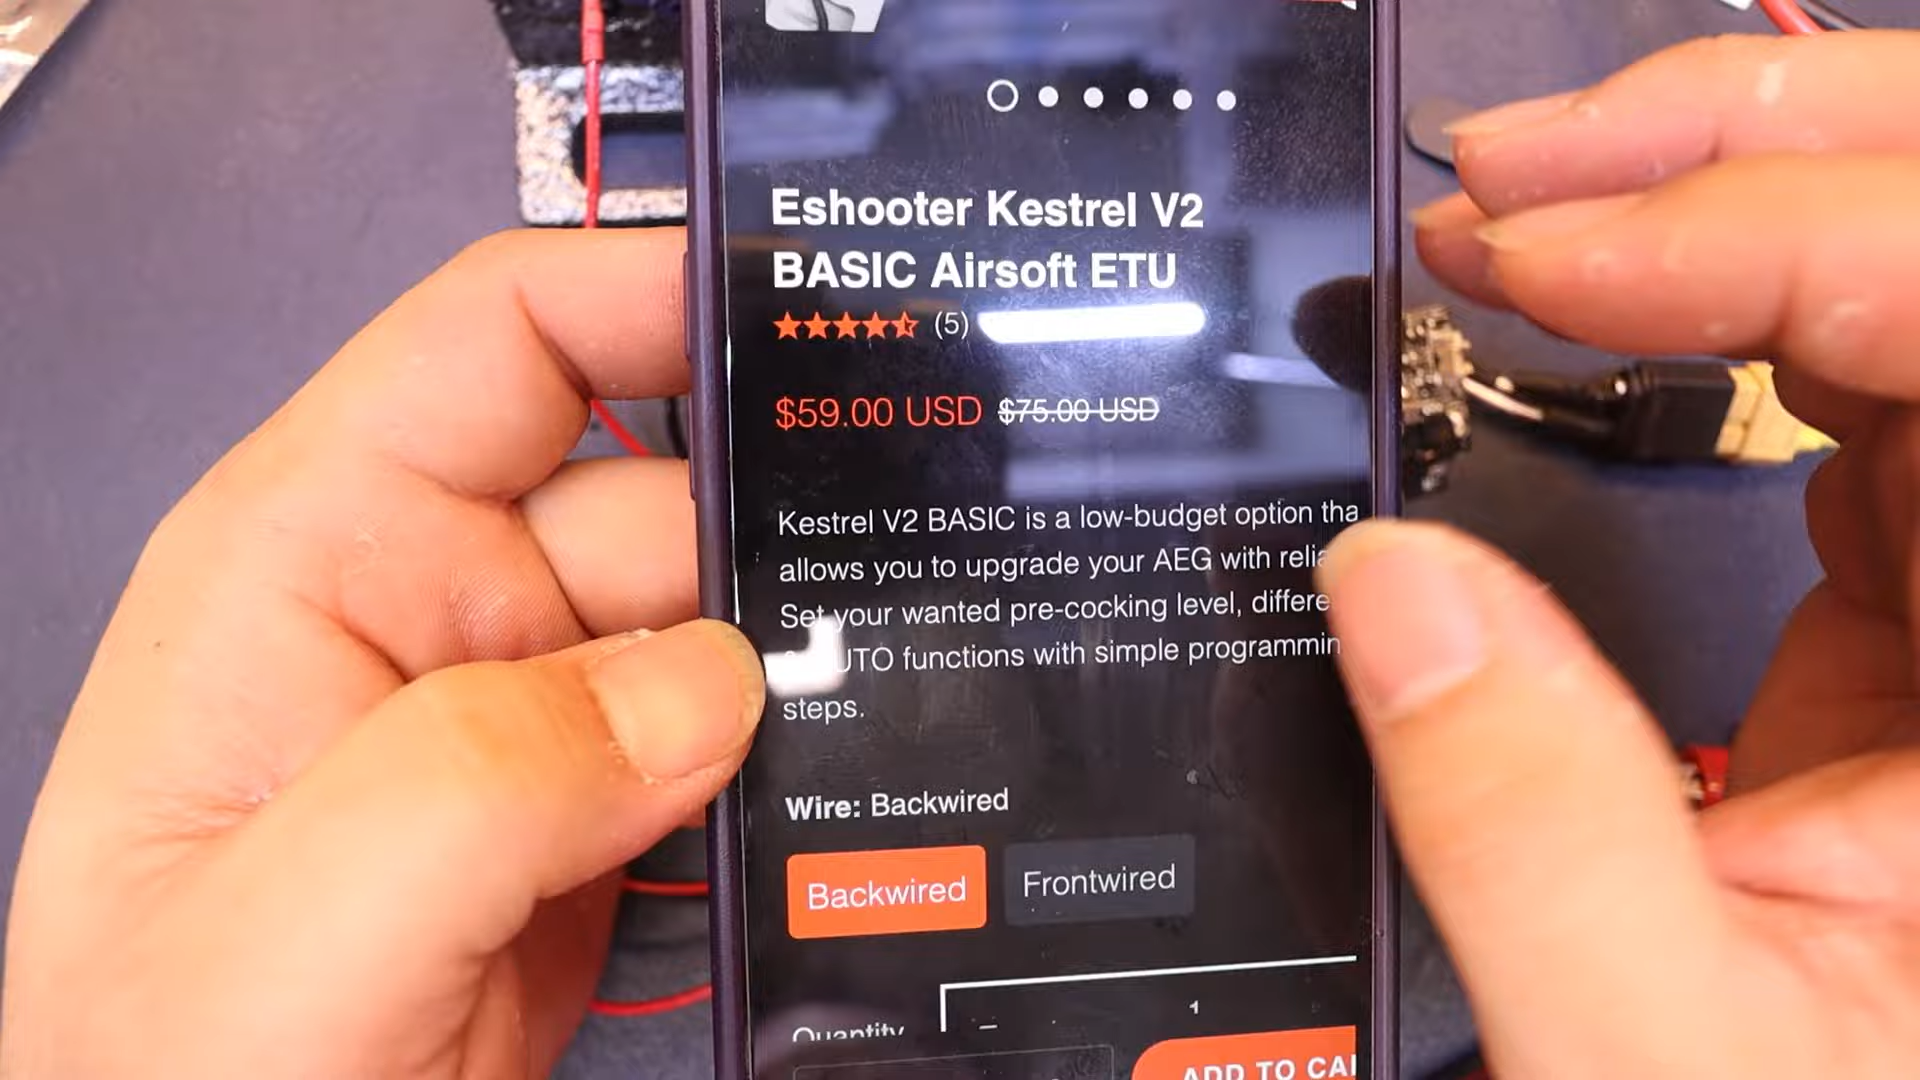 Eshooter Kestrel V2
BASIC Airsoft ETU
(5)
$59.00 USD $75.00 USD
Kestrel V2 BASIC is a low-budget option tha
allows you to upgrade your AEG with relia
Set your wanted pre-cocking level, differe
UTO functions with simple programmin
steps.
Wire: Backwired
Backwired Frontwired
Quantity
− 1
ADD TO CA